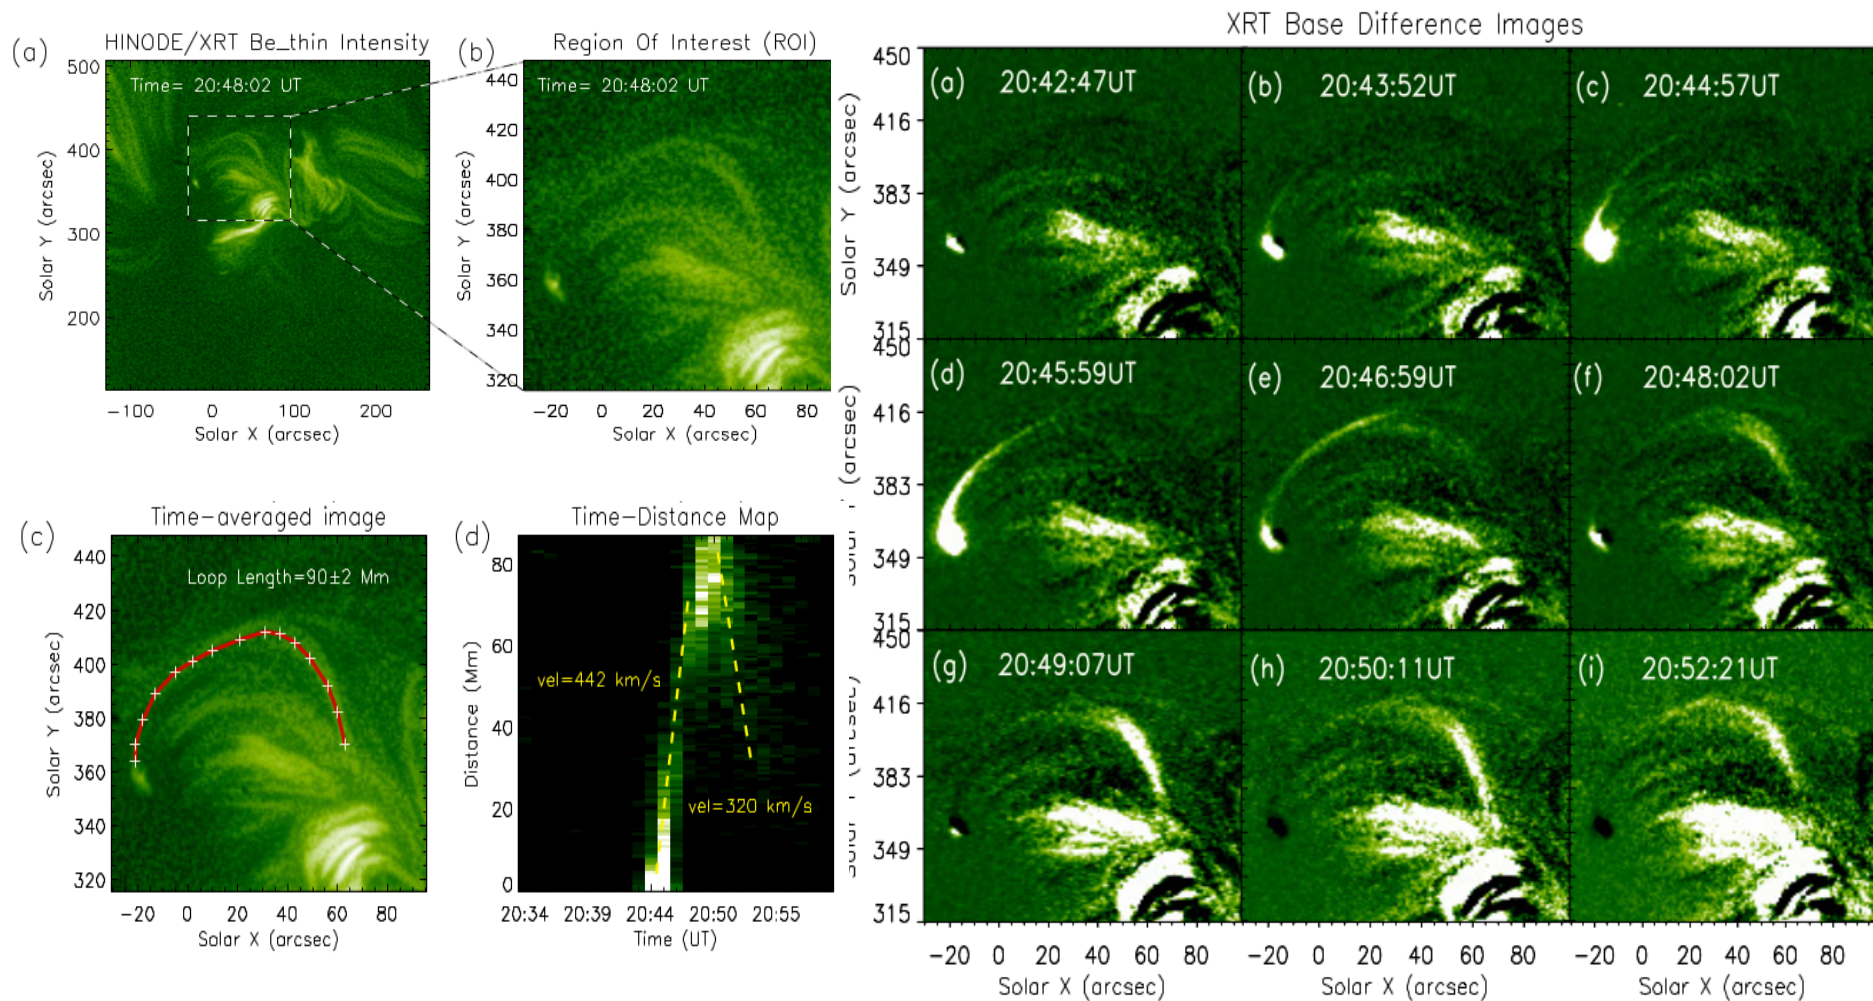 XRT Base Difference Images
(a) HINODE/XRT Be_thin Intensity
Time= 20:48:02 UT
500
400
300
200
Solar Y (arcsec)
-100 0 100 200
Solar X (arcsec)
(b) Region Of Interest (ROI)
Time= 20:48:02 UT
440
420
400
380
360
340
320
Solar Y (arcsec)
-20 0 20 40 60 80
Solar X (arcsec)
(c) Time-averaged image
Loop Length=90±2 Mm
440
420
400
380
360
340
320
Solar Y (arcsec)
-20 0 20 40 60 80
Solar X (arcsec)
(d) Time-Distance Map
80
60
40
20
0
Distance (Mm)
vel=442 km/s
vel=320 km/s
20:34 20:39 20:44 20:50 20:55
Time (UT)
(a) 20:42:47UT
(b) 20:43:52UT
(c) 20:44:57UT
450
416
383
349
315
Solar Y (arcsec)
(d) 20:45:59UT
(e) 20:46:59UT
(f) 20:48:02UT
450
416
383
349
315
(arcsec)
(g) 20:49:07UT
(h) 20:50:11UT
(i) 20:52:21UT
450
416
383
349
315
-20 0 20 40 60 80
-20 0 20 40 60 80
-20 0 20 40 60 80
Solar X (arcsec)
Solar X (arcsec)
Solar X (arcsec)